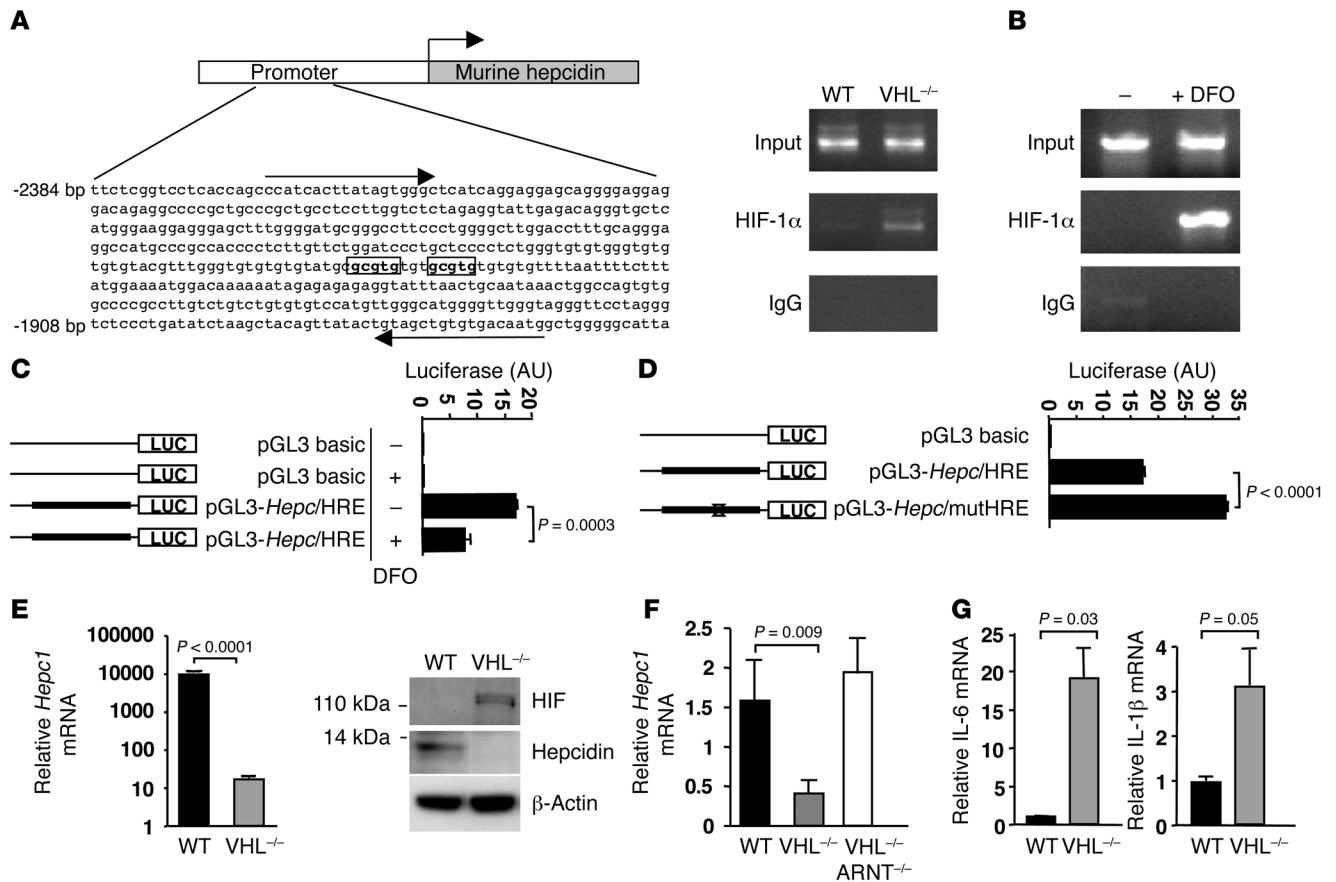 A
Promoter
Murine hepcidin
-2384 bp ttctcggtcctcaccagcccatcacttatagtgggctcatcaggaggagcaggggaggag
gacagaggccccgctgcccgctgcctccttggtctctagaggtattgagacagggtgctc
atgggaaggagggagctttggggatgcgggccttccctggggcttggacctttgcagggga
ggccatgcccgccacccctcttgttctggatccctgctcccctctgggtgtgtgggtgtg
tgtgtacgtttgggtgtgtgtgtgtatgcgcgtgtgtgcgtgtgtgtgttttaattttcttt
atggaaaatggacaaaaaatagagagagaggtatttaactgcaataaactggccagtgtg
gccccgccttgtctgtctgtgtgtgtccatgttgggcatggggttgggtagggttcctaggg
-1908 bp tctccctgatatctaagctacagttatactgtagctgtgtgacaatggctgggggcatta
WT VHL–/–
Input
HIF-1α
IgG
B
– + DFO
Input
HIF-1α
IgG
C
Luciferase (AU)
0 5 10 15 20
LUC pGL3 basic –
LUC pGL3 basic +
LUC pGL3-Hepc/HRE –
LUC pGL3-Hepc/HRE +
P = 0.0003
DFO
D
Luciferase (AU)
0 5 10 15 20 25 30 35
LUC pGL3 basic
LUC pGL3-Hepc/HRE
LUC pGL3-Hepc/mutHRE
P < 0.0001
E
Relative Hepc1
mRNA
100000
10000
1000
100
10
1
P < 0.0001
WT VHL–/–
WT VHL–/–
110 kDa
14 kDa
HIF
Hepcidin
β-Actin
F
Relative Hepc1
mRNA
2.5
2
1.5
1
0.5
0
P = 0.009
WT VHL–/– VHL–/–
ARNT–/–
G
Relative IL-6 mRNA
25
20
15
10
5
0
P = 0.03
WT VHL–/–
Relative IL-1β mRNA
4
3
2
1
0
P = 0.05
WT VHL–/–